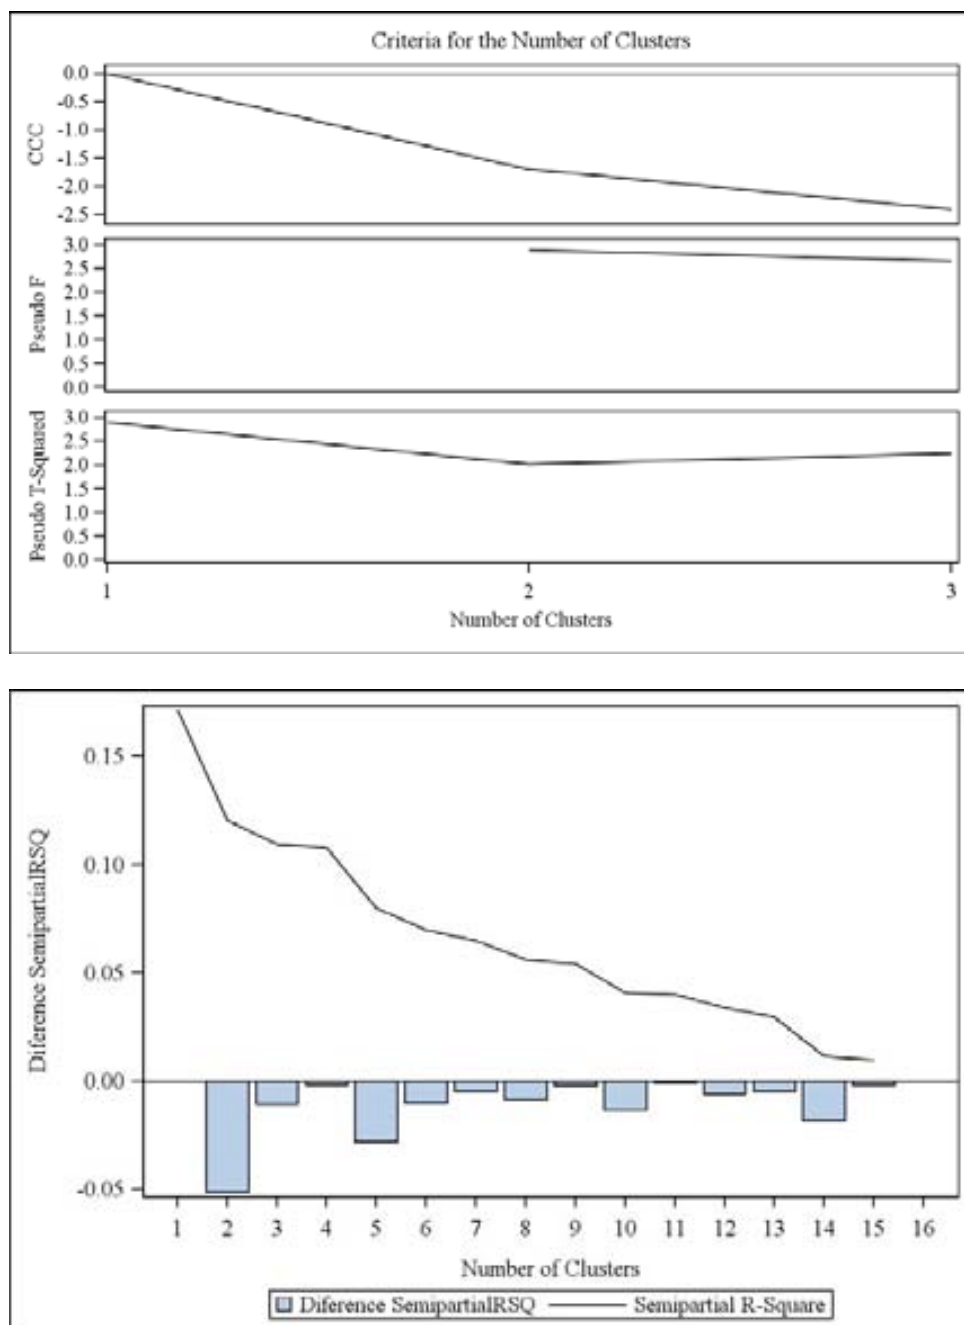 Criteria for the Number of Clusters
CCC
0.0
-0.5
-1.0
-1.5
-2.0
-2.5
Pseudo F
3.0
2.5
2.0
1.5
1.0
0.5
0.0
Pseudo T-Squared
3.0
2.5
2.0
1.5
1.0
0.5
0.0
1 2 3
Number of Clusters
Diference SemipartialRSQ
0.15
0.10
0.05
0.00
-0.05
1 2 3 4 5 6 7 8 9 10 11 12 13 14 15 16
Number of Clusters
Diference SemipartialRSQ Semipartial R-Square